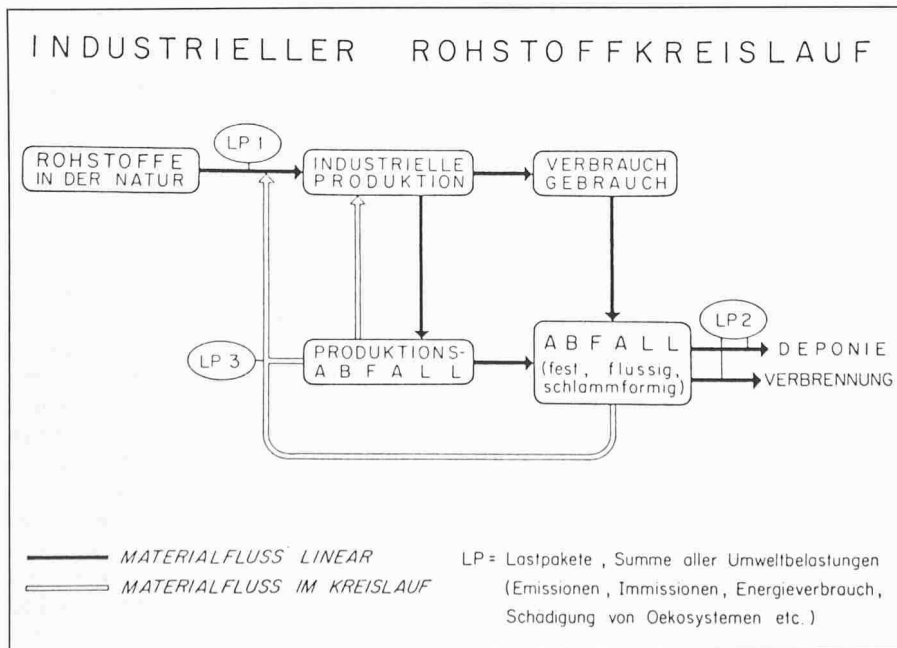 INDUSTRIELLER ROHSTOFFKREISLAUF
LP 1
ROHSTOFFE
IN DER NATUR
INDUSTRIELLE
PRODUKTION
VERBRAUCH
GEBRAUCH
LP 3
PRODUKTIONS-
ABFALL
ABFALL
(fest, flüssig,
schlammformig)
LP 2
DEPONIE
VERBRENNUNG
MATERIALFLUSS LINEAR
MATERIALFLUSS IM KREISLAUF
LP = Lastpakete, Summe aller Umweltbelastungen
(Emissionen, Immissionen, Energieverbrauch,
Schädigung von Oekosystemen etc.)